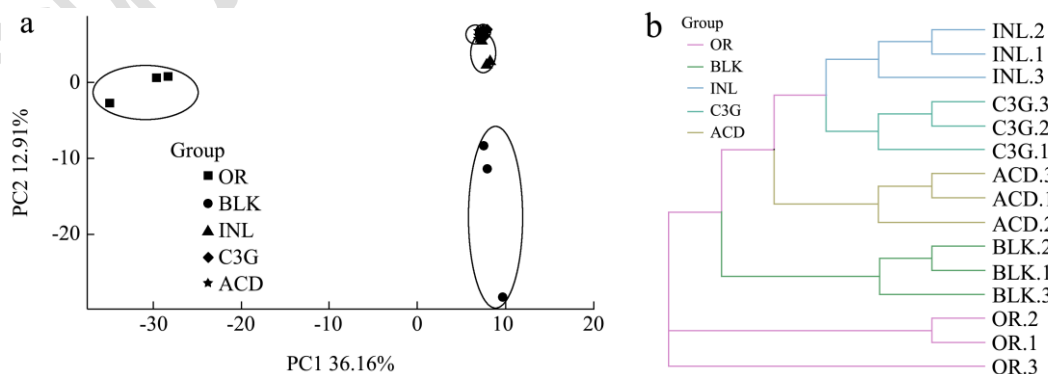 a
0
-10
-20
PC2 12.91%
Group
OR
BLK
INL
C3G
ACD
-30
-20
-10
0
10
20
PC1 36.16%
b
Group
OR
BLK
INL
C3G
ACD
INL.2
INL.1
INL.3
C3G.3
C3G.2
C3G.1
ACD.3
ACD.1
ACD.2
BLK.2
BLK.1
BLK.3
OR.2
OR.1
OR.3